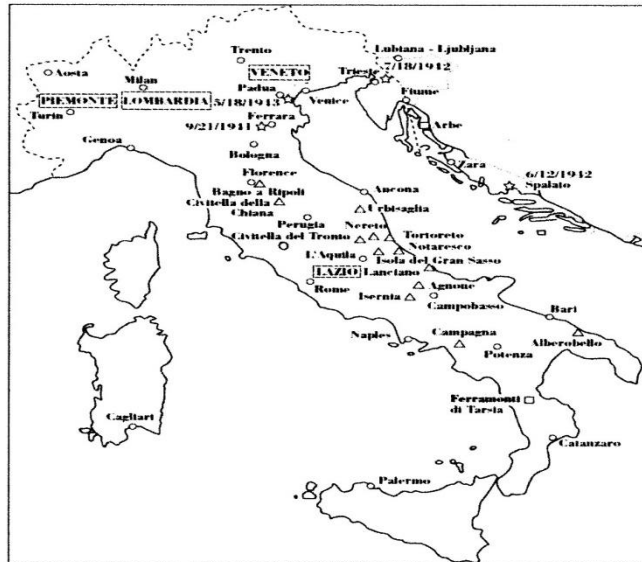 Trento
Lubiana - Ljubljana
7/18/1942
Aosta
Milan
VENETO
Trieste
Padua
Fiume
PIEMONTE
LOMBARDIA
5/18/1943
Venice
Turin
9/21/1941
Ferrara
Arbe
Genoa
Bologna
Zara
6/12/1942
Spalato
Florence
Bagno a Ripoli
Ancona
Civitella della
Chiana
Urbisaglia
Perugia
Nereto
Civitella del Tronto
Tortoreto
Notaresco
L'Aquila
Isola del Gran Sasso
LAZIO
Lanciano
Rome
Agnone
Isernia
Campobasso
Bari
Naples
Campagna
Alberobello
Potenza
Ferramonti
di Tarsia
Cagliari
Catanzaro
Palermo